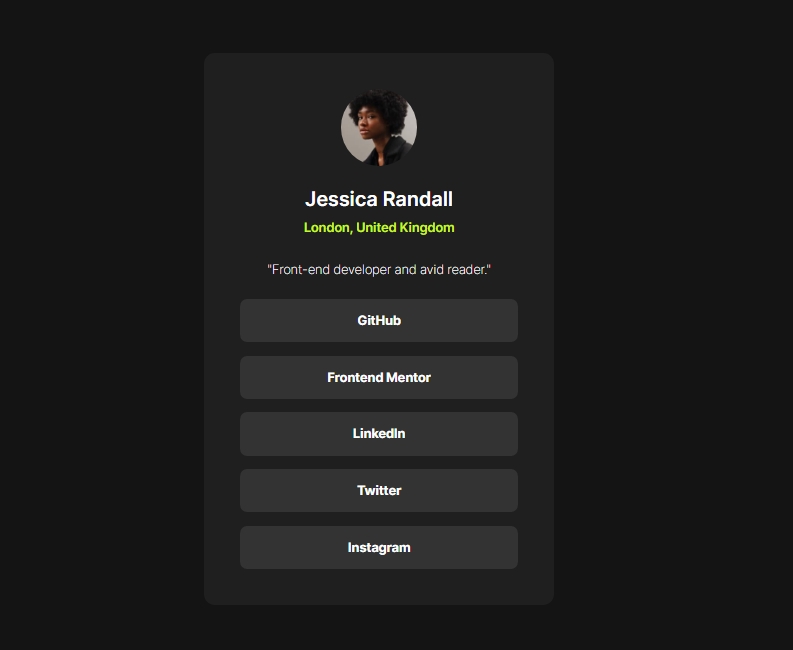 Jessica Randall
London, United Kingdom
"Front-end developer and avid reader."
GitHub
Frontend Mentor
LinkedIn
Twitter
Instagram